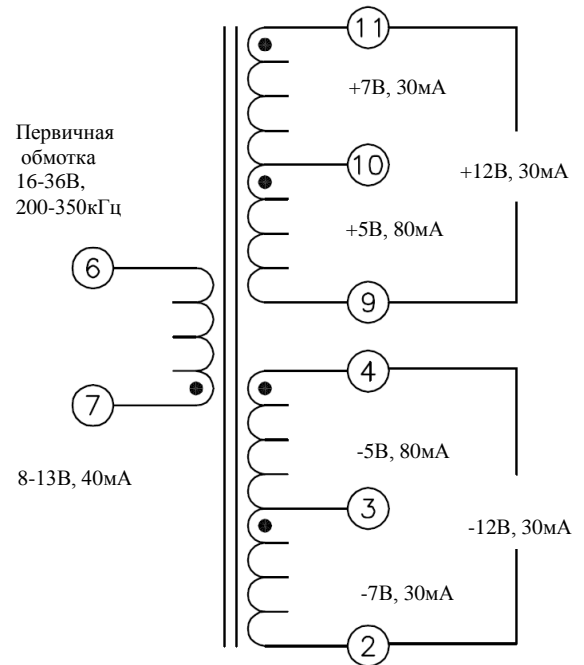 11
+7В, 30мА
Первичная
обмотка
16-36В,
200-350кГц
10
+12В, 30мА
+5В, 80мА
6
9
4
7
-5В, 80мА
8-13В, 40мА
3
-12В, 30мА
-7В, 30мА
2